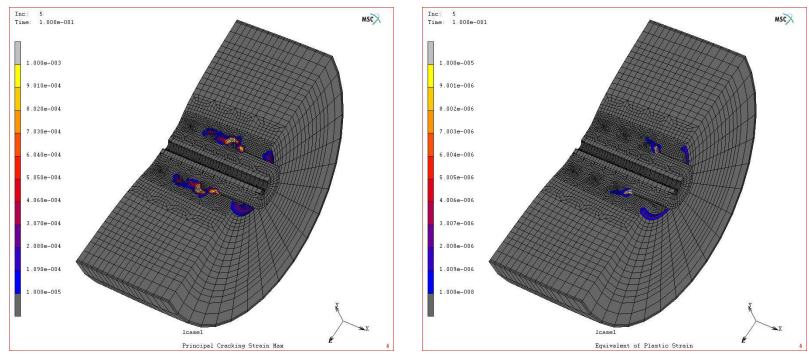 Inc: 5
Time: 1.008e-001
MSC
1.000e-003
9.010e-004
8.020e-004
7.030e-004
6.040e-004
5.050e-004
4.060e-004
3.070e-004
2.080e-004
1.090e-004
1.000e-005
lcase1
Principal Cracking Strain Max
Z
X
Y
4
Inc: 5
Time: 1.008e-001
MSC
1.000e-005
9.001e-006
8.002e-006
7.003e-006
6.004e-006
5.005e-006
4.006e-006
3.007e-006
2.008e-006
1.009e-006
1.000e-008
lcase1
Equivalent of Plastic Strain
X
4